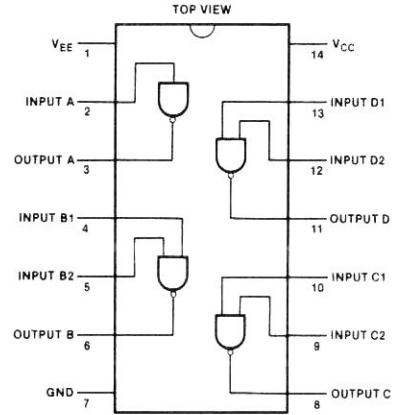 TOP VIEW
VEE 1
14 VCC
INPUT A 2
13 INPUT D1
OUTPUT A 3
12 INPUT D2
INPUT B1 4
11 OUTPUT D
INPUT B2 5
10 INPUT C1
OUTPUT B 6
9 INPUT C2
GND 7
8 OUTPUT C